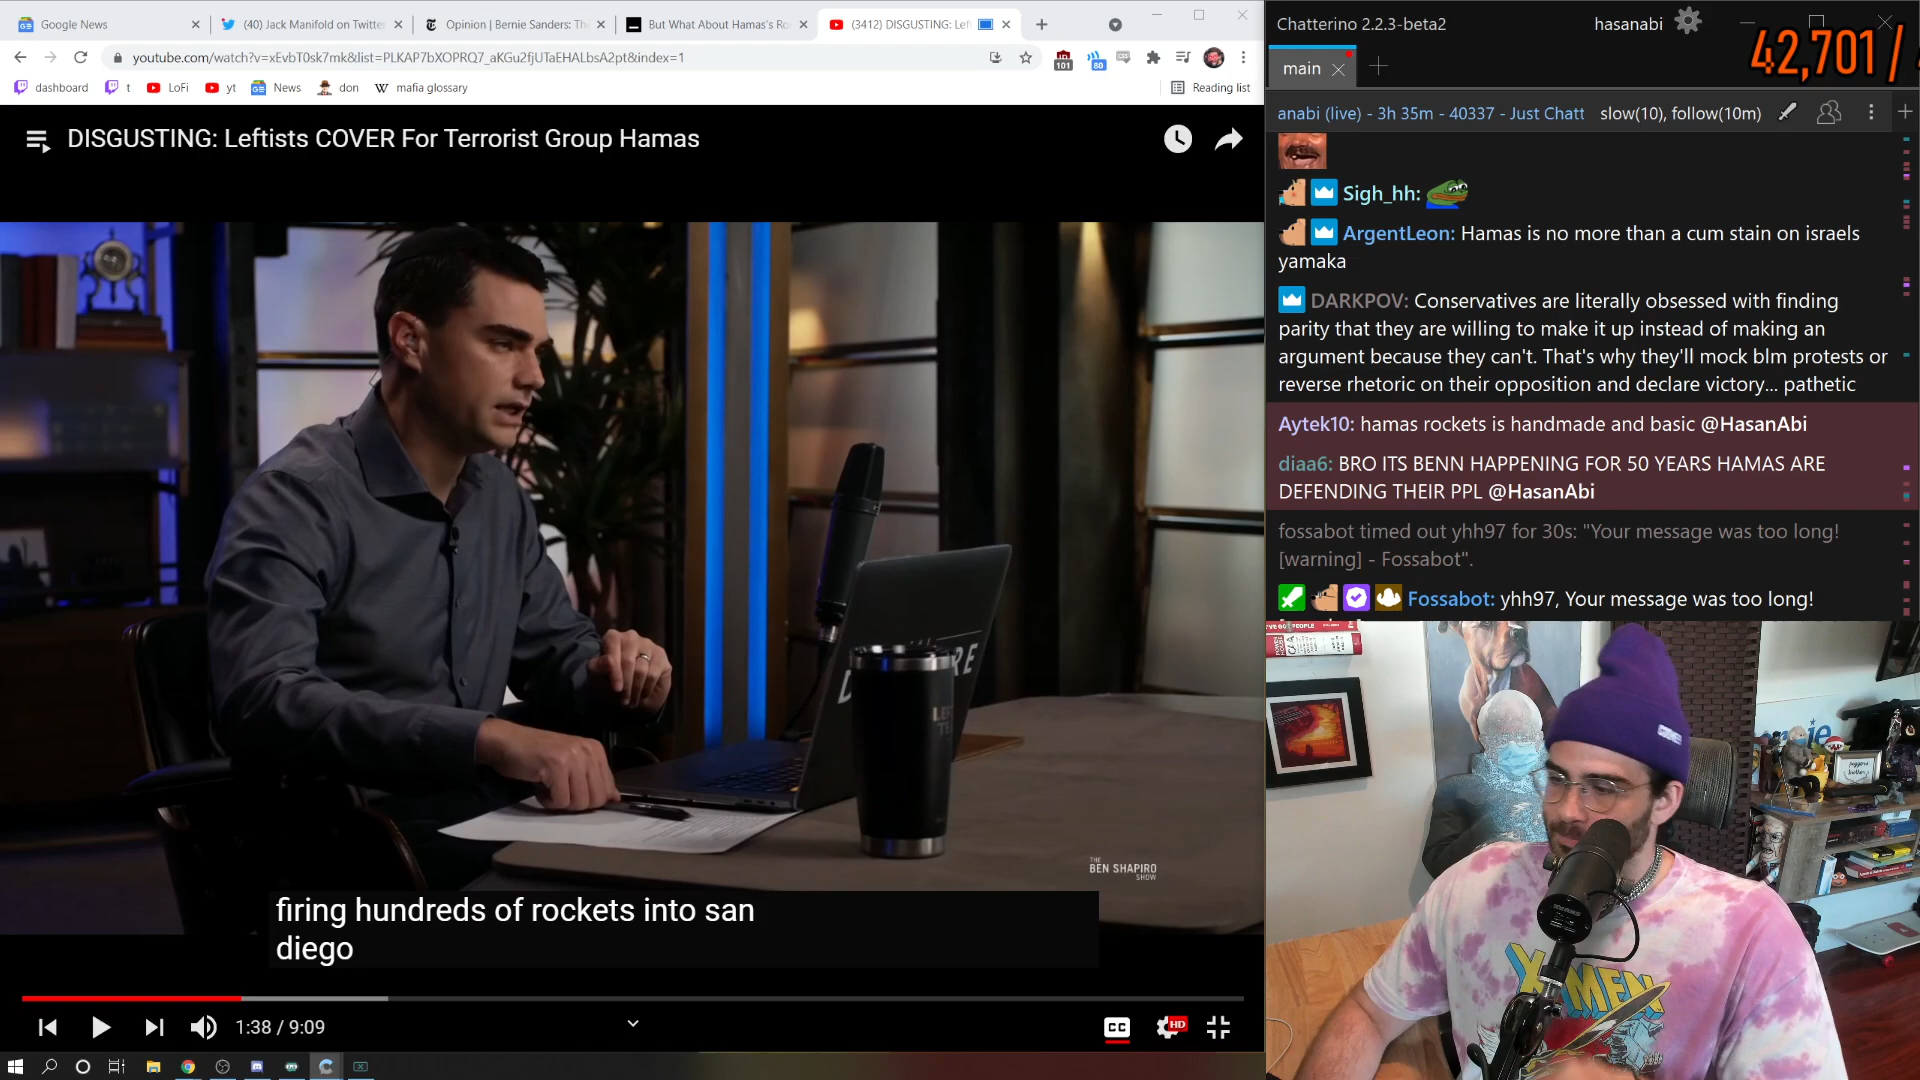 Google News
(40) Jack Manifold on Twitter
Opinion | Bernie Sanders: Th
But What About Hamas's Ro
(3412) DISGUSTING: Left
youtube.com/watch?v=xEvbT0sk7mk&list=PLKAP7bXOPRQ7_aKGu2fjUTaEHALbsA2pt&index=1
101
80
dashboard
t
LoFi
yt
News
don
W mafia glossary
Reading list
DISGUSTING: Leftists COVER For Terrorist Group Hamas
THE
BEN SHAPIRO
SHOW
firing hundreds of rockets into san
diego
1:38 / 9:09
CC
HD
Chatterino 2.2.3-beta2
hasanabi
42,701 /
main
anabi (live) - 3h 35m - 40337 - Just Chatt
slow(10), follow(10m)
Sigh_hh:
ArgentLeon: Hamas is no more than a cum stain on israels
yamaka
DARKPOV: Conservatives are literally obsessed with finding
parity that they are willing to make it up instead of making an
argument because they can't. That's why they'll mock blm protests or
reverse rhetoric on their opposition and declare victory... pathetic
Aytek10: hamas rockets is handmade and basic @HasanAbi
diaa6: BRO ITS BENN HAPPENING FOR 50 YEARS HAMAS ARE
DEFENDING THEIR PPL @HasanAbi
fossabot timed out yhh97 for 30s: "Your message was too long!
[warning] - Fossabot".
Fossabot: yhh97, Your message was too long!
X-MEN